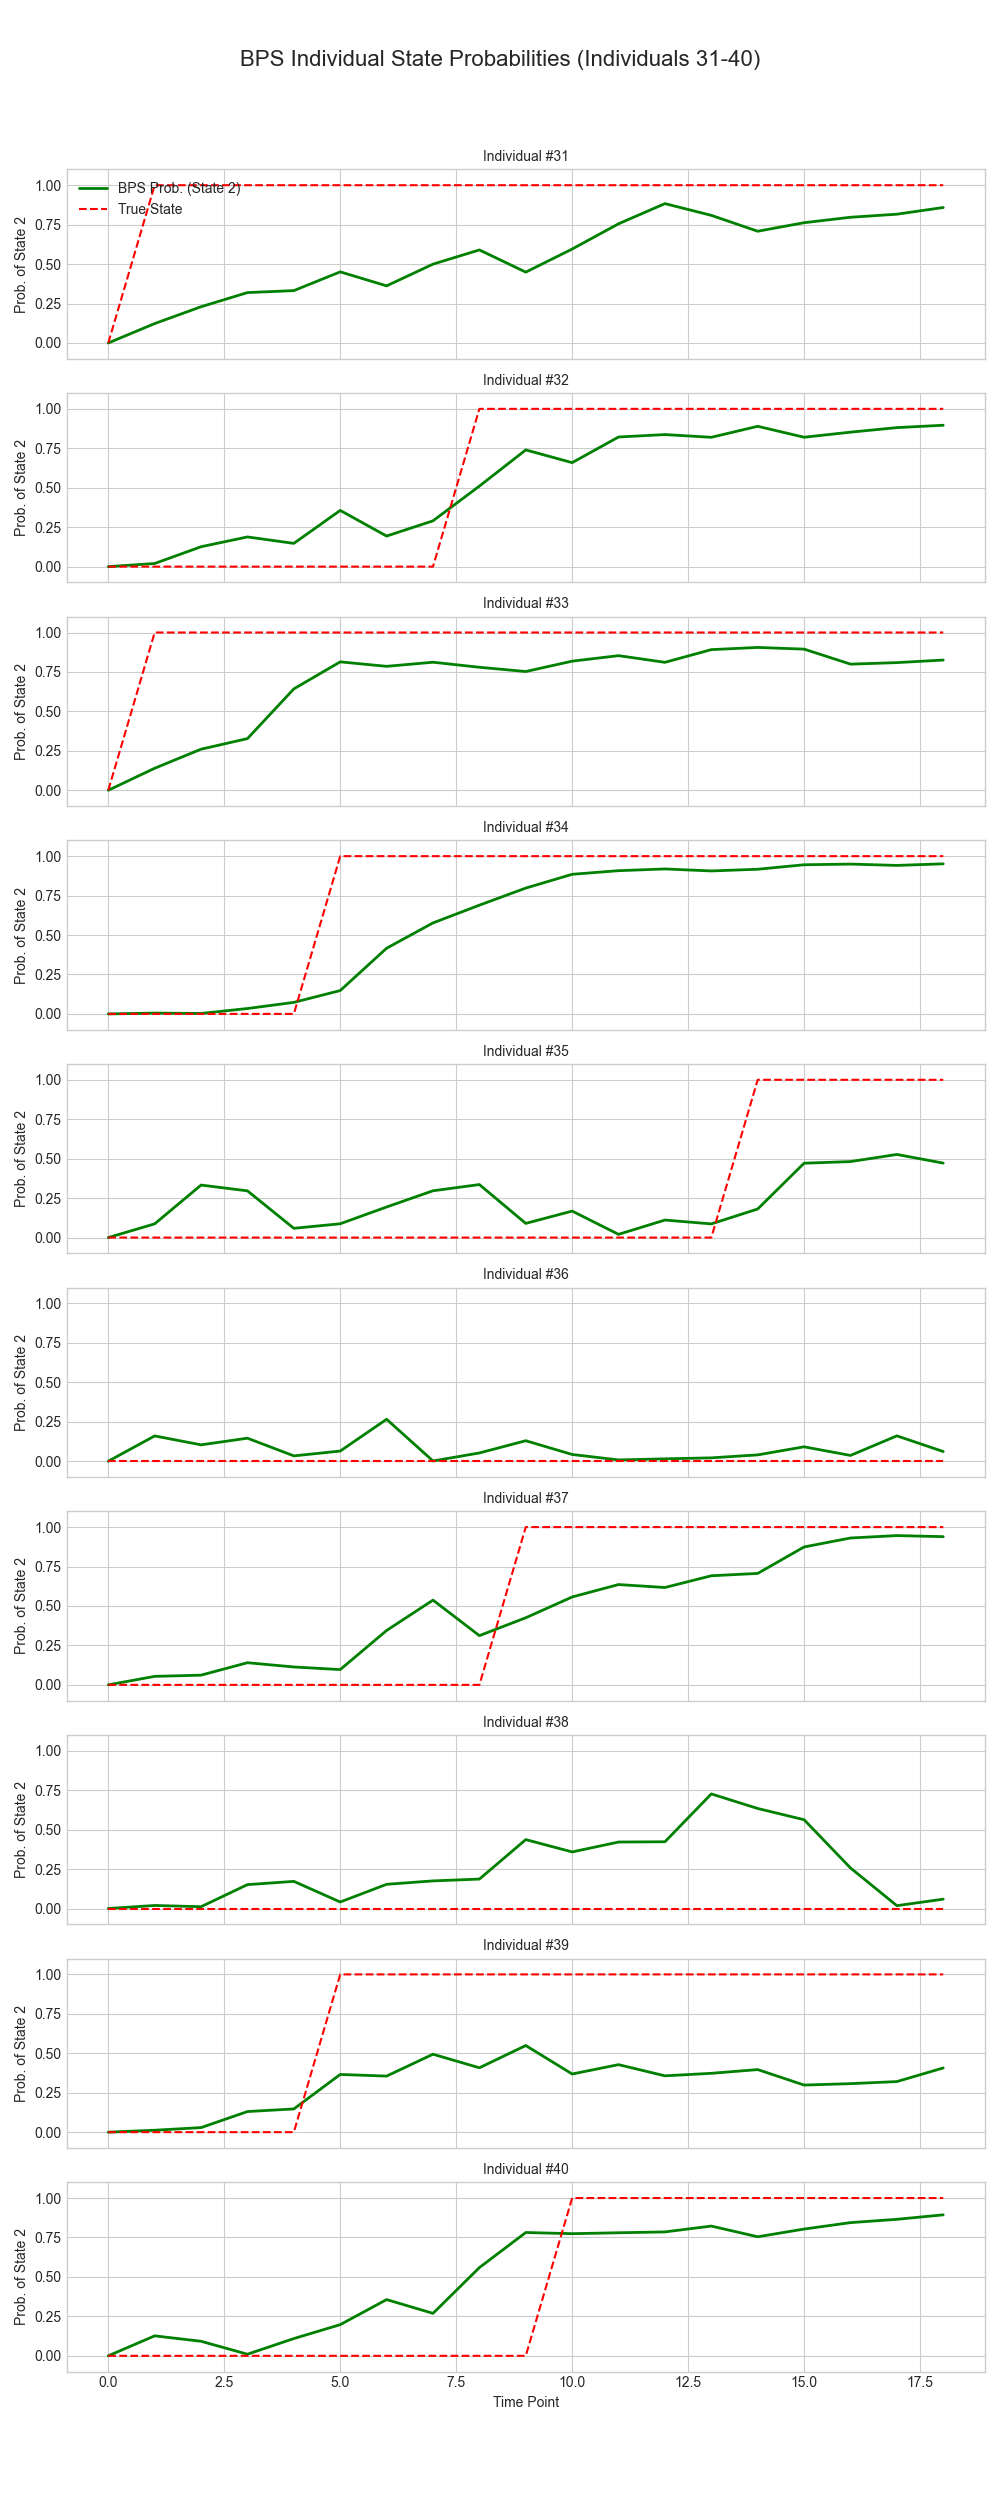 BPS Individual State Probabilities (Individuals 31-40)
Individual #31
BPS Prob. (State 2)
True State
Prob. of State 2
1.00
0.75
0.50
0.25
0.00
Individual #32
Prob. of State 2
1.00
0.75
0.50
0.25
0.00
Individual #33
Prob. of State 2
1.00
0.75
0.50
0.25
0.00
Individual #34
Prob. of State 2
1.00
0.75
0.50
0.25
0.00
Individual #35
Prob. of State 2
1.00
0.75
0.50
0.25
0.00
Individual #36
Prob. of State 2
1.00
0.75
0.50
0.25
0.00
Individual #37
Prob. of State 2
1.00
0.75
0.50
0.25
0.00
Individual #38
Prob. of State 2
1.00
0.75
0.50
0.25
0.00
Individual #39
Prob. of State 2
1.00
0.75
0.50
0.25
0.00
Individual #40
Prob. of State 2
1.00
0.75
0.50
0.25
0.00
0.0 2.5 5.0 7.5 10.0 12.5 15.0 17.5
Time Point